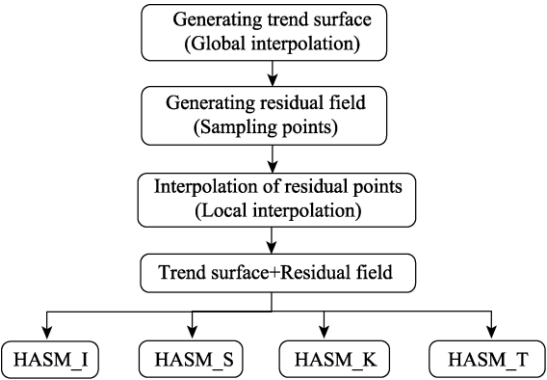 Generating trend surface
(Global interpolation)
Generating residual field
(Sampling points)
Interpolation of residual points
(Local interpolation)
Trend surface+Residual field
HASM_I
HASM_S
HASM_K
HASM_T